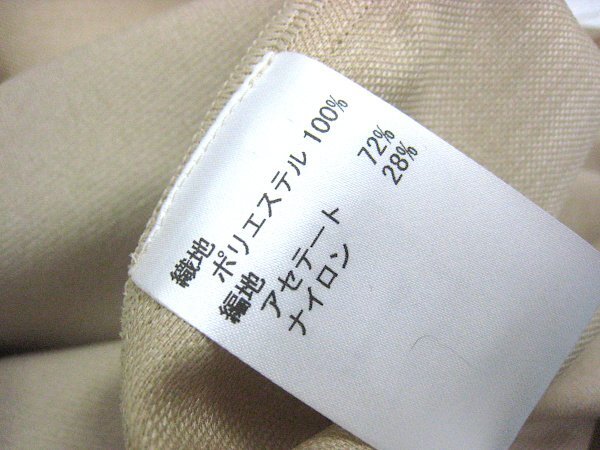 織地
ポリエステル 100%
編地
アセテート 72%
ナイロン 28%